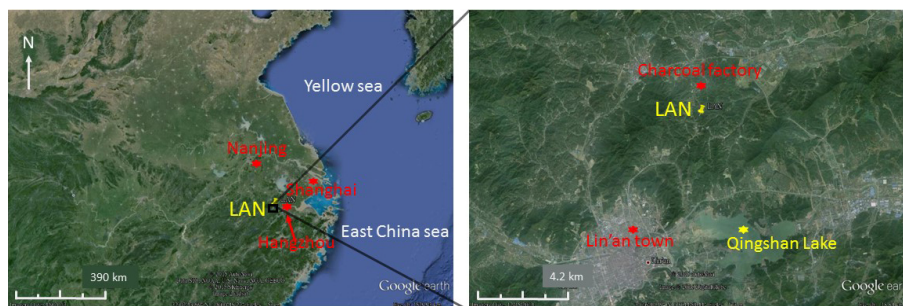 N
Yellow sea
Nanjing
Shanghai
LAN
Hangzhou
East China sea
390 km
Google earth
Charcoal factory
LAN
LAN
Lin'an town
Qingshan Lake
4.2 km
Google earth